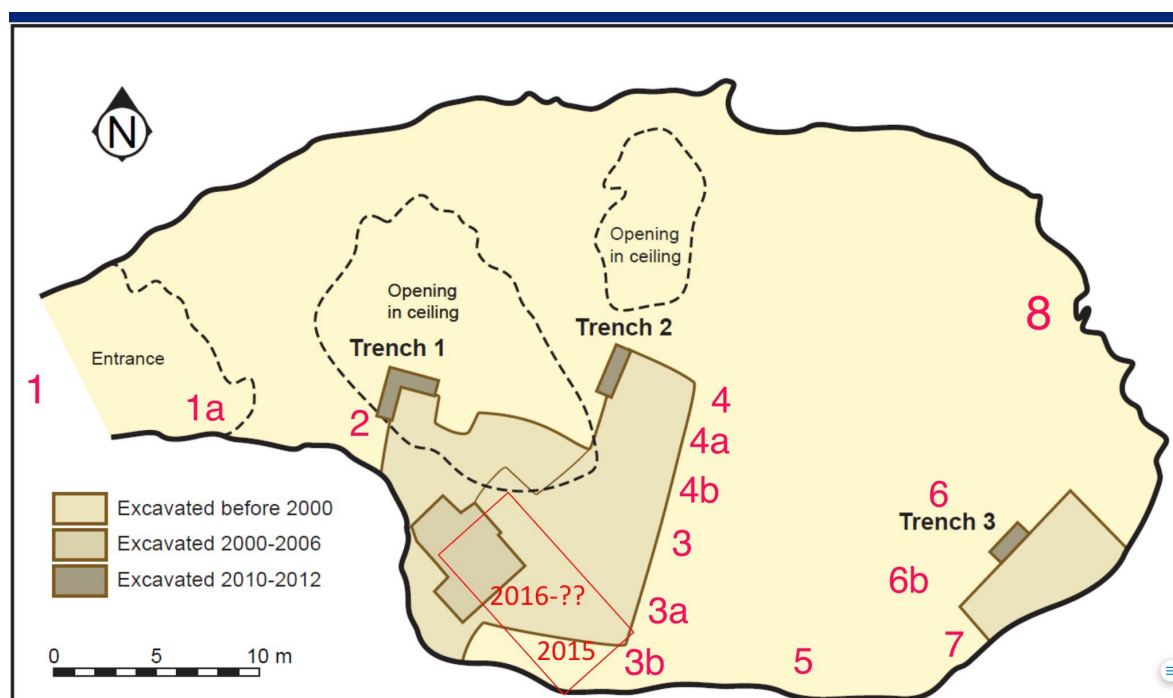 N
Opening
in ceiling
Opening
in ceiling
8
Trench 2
Trench 1
Entrance
1
1a
2
4
4a
4b
3
6
Trench 3
6b
Excavated before 2000
Excavated 2000-2006
Excavated 2010-2012
2016-??
3a
2015
3b
5
7
0 5 10 m